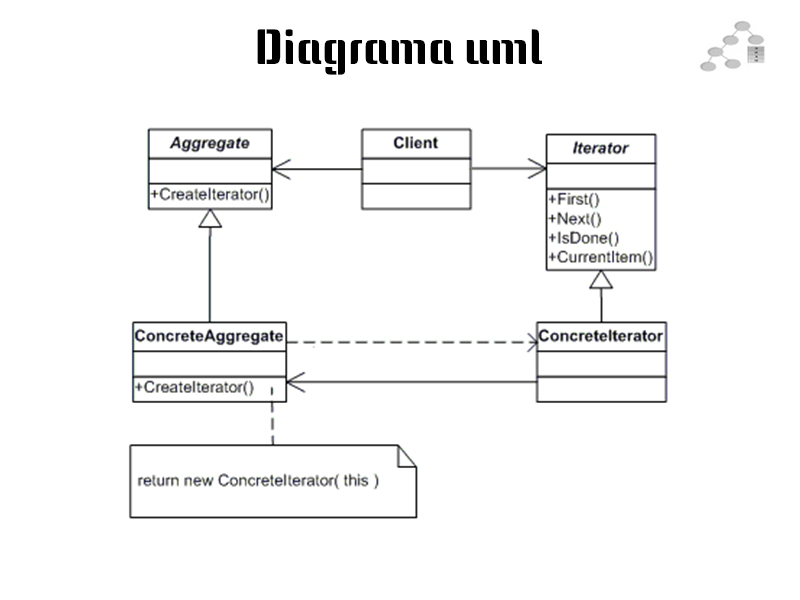 Diagrama uml
Aggregate
+CreateIterator()
Client
Iterator
+First()
+Next()
+IsDone()
+CurrentItem()
ConcreteAggregate
+CreateIterator()
ConcreteIterator
return new ConcreteIterator( this )